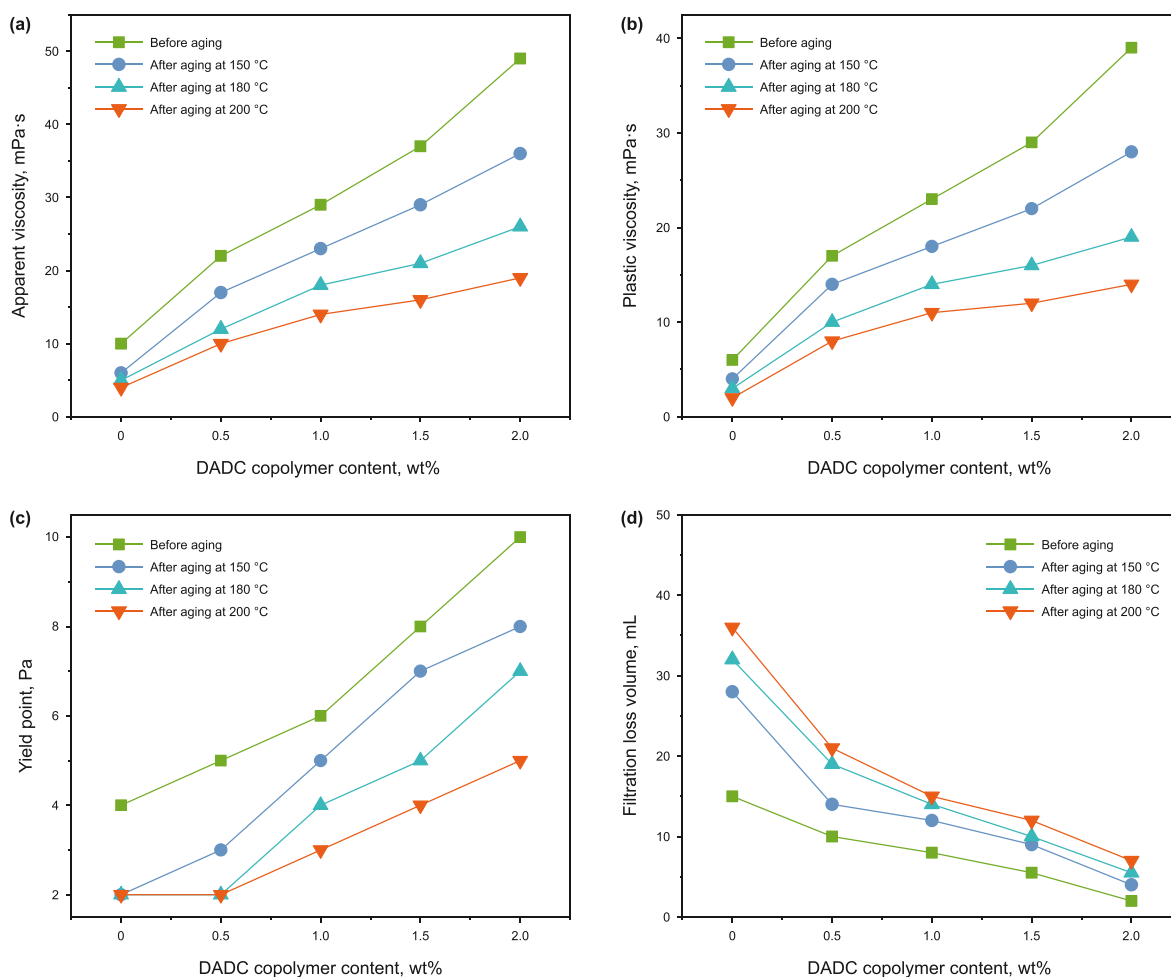 (a)
Before aging
After aging at 150 °C
After aging at 180 °C
After aging at 200 °C
50
40
30
20
10
0
Apparent viscosity, mPa·s
0 0.5 1.0 1.5 2.0
DADC copolymer content, wt%
(b)
Before aging
After aging at 150 °C
After aging at 180 °C
After aging at 200 °C
40
30
20
10
0
Plastic viscosity, mPa·s
0 0.5 1.0 1.5 2.0
DADC copolymer content, wt%
(c)
Before aging
After aging at 150 °C
After aging at 180 °C
After aging at 200 °C
10
8
6
4
2
Yield point, Pa
0 0.5 1.0 1.5 2.0
DADC copolymer content, wt%
(d)
Before aging
After aging at 150 °C
After aging at 180 °C
After aging at 200 °C
50
40
30
20
10
0
Filtration loss volume, mL
0 0.5 1.0 1.5 2.0
DADC copolymer content, wt%